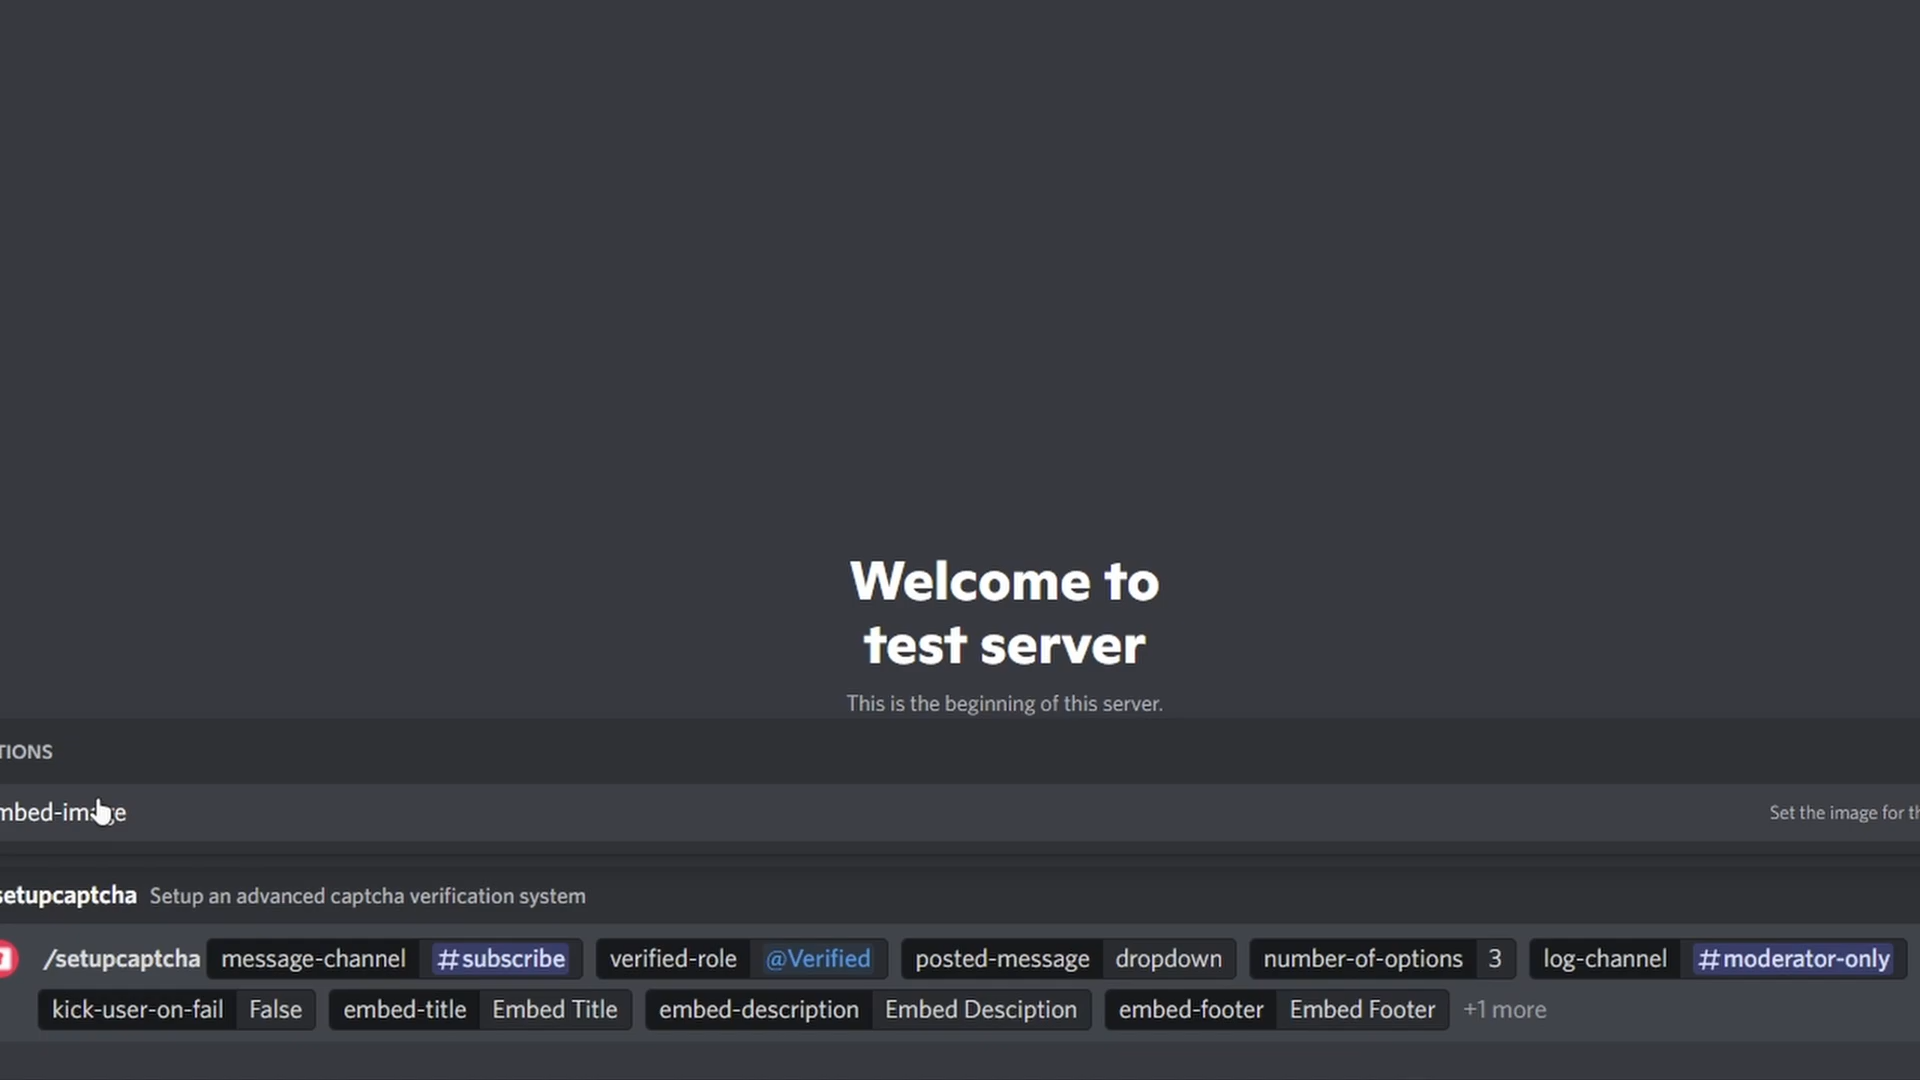 Welcome to
test server
This is the beginning of this server.
TIONS
mbed-image
Set the image for th
setupcaptcha Setup an advanced captcha verification system
/setupcaptcha message-channel #subscribe verified-role @Verified posted-message dropdown number-of-options 3 log-channel #moderator-only
kick-user-on-fail False embed-title Embed Title embed-description Embed Desciption embed-footer Embed Footer +1 more